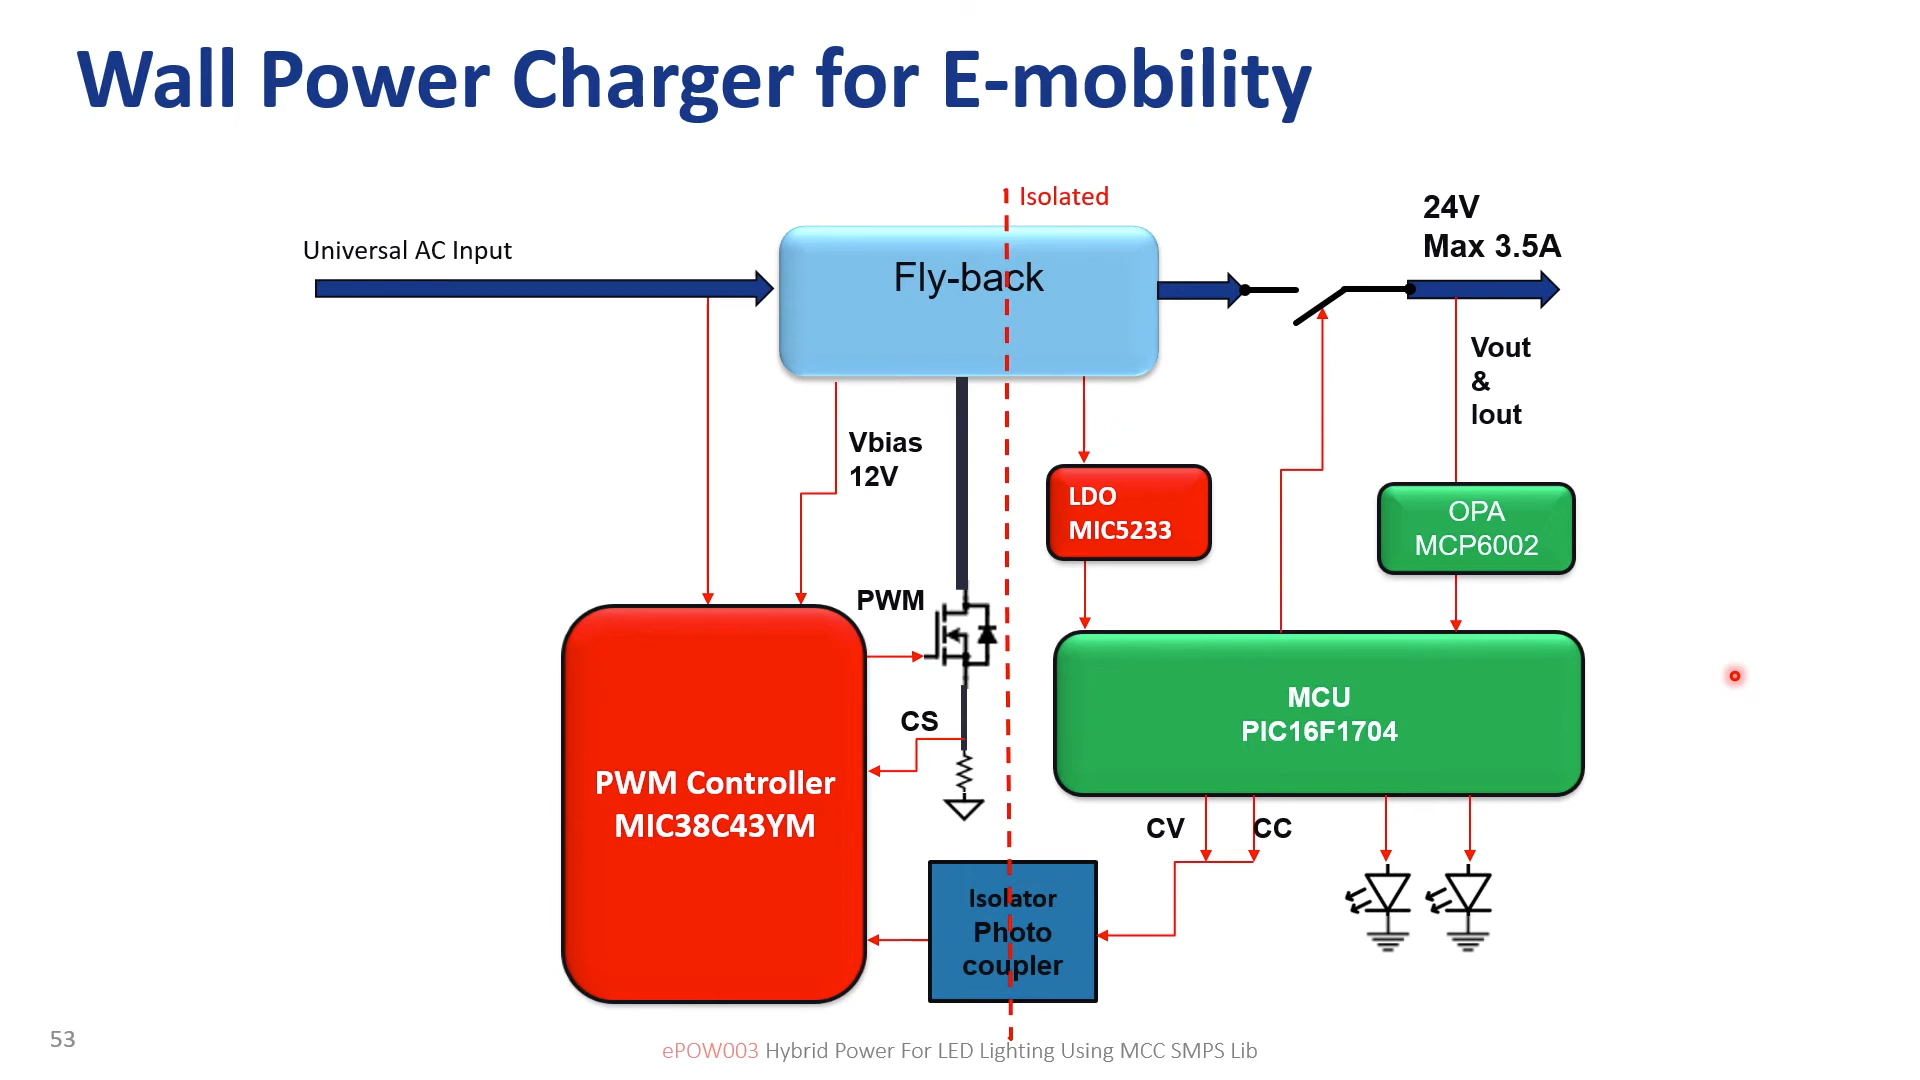 Wall Power Charger for E-mobility
Isolated
24V
Max 3.5A
Universal AC Input
Fly-back
Vout
&
Iout
Vbias
12V
LDO
MIC5233
OPA
MCP6002
PWM
MCU
PIC16F1704
CS
PWM Controller
MIC38C43YM
CV
CC
Isolator
Photo
coupler
53
ePOW003 Hybrid Power For LED Lighting Using MCC SMPS Lib